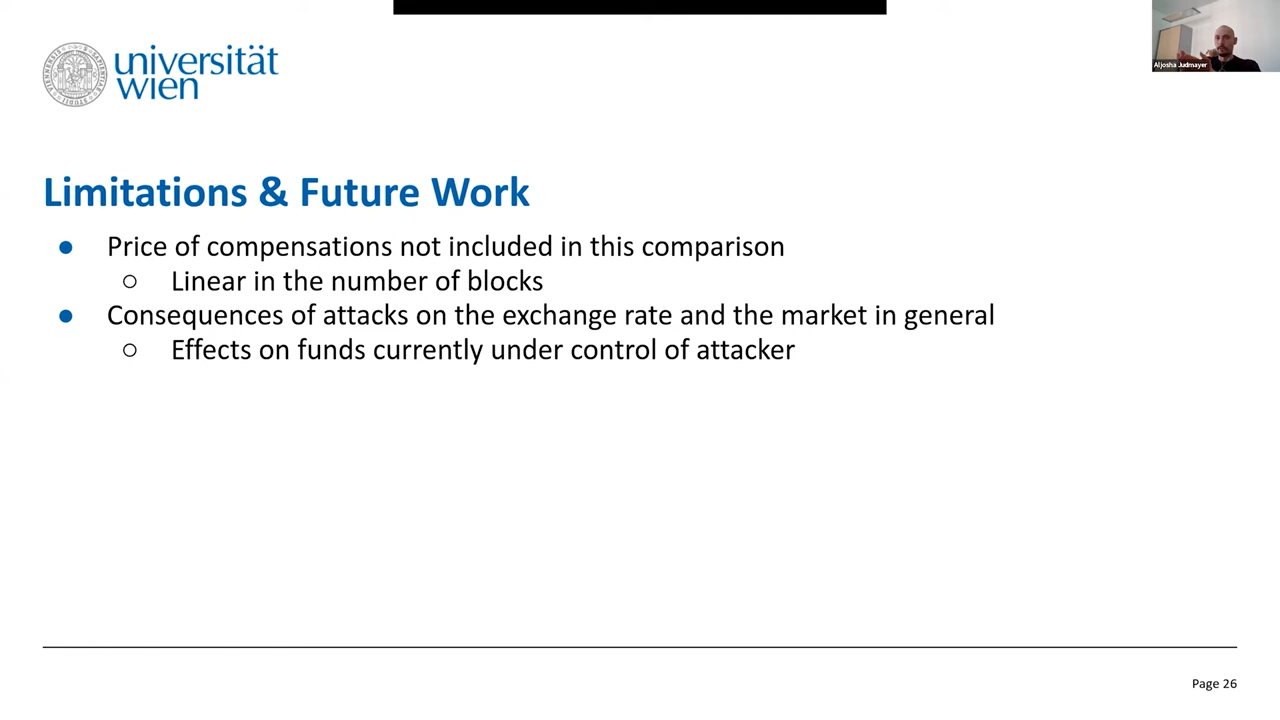 universität
wien
Aljosha Judmayer
Limitations & Future Work
● Price of compensations not included in this comparison
○ Linear in the number of blocks
● Consequences of attacks on the exchange rate and the market in general
○ Effects on funds currently under control of attacker
Page 26